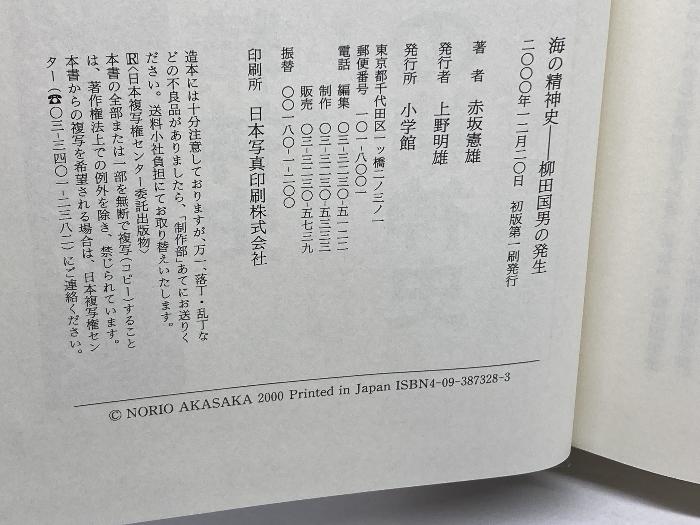 海の精神史――柳田国男の発生
二〇〇〇年一二月二〇日　初版第一刷発行
著　者　赤坂憲雄
発行者　上野明雄
発行所　小学館
東京都千代田区一ッ橋二ノ三ノ一
郵便番号　一〇一-八〇〇一
電話　編集　〇三-三二三〇-五一二二
制作　〇三-三二三〇-五三三三
販売　〇三-三二三〇-五七三九
振替　〇〇一八〇-一-二〇〇
印刷所　日本写真印刷株式会社
造本には十分注意しておりますが、万一、落丁・乱丁な
どの不良品がありましたら、「制作部」あてにお送りく
ださい。送料小社負担にてお取り替えいたします。
Ⓡ〈日本複写権センター委託出版物〉
本書の全部または一部を無断で複写（コピー）すること
は、著作権法上での例外を除き、禁じられています。
本書からの複写を希望される場合は、日本複写権セン
ター（☎〇三-三四〇一-二三八二）にご連絡ください。
© NORIO AKASAKA 2000 Printed in Japan ISBN4-09-387328-3